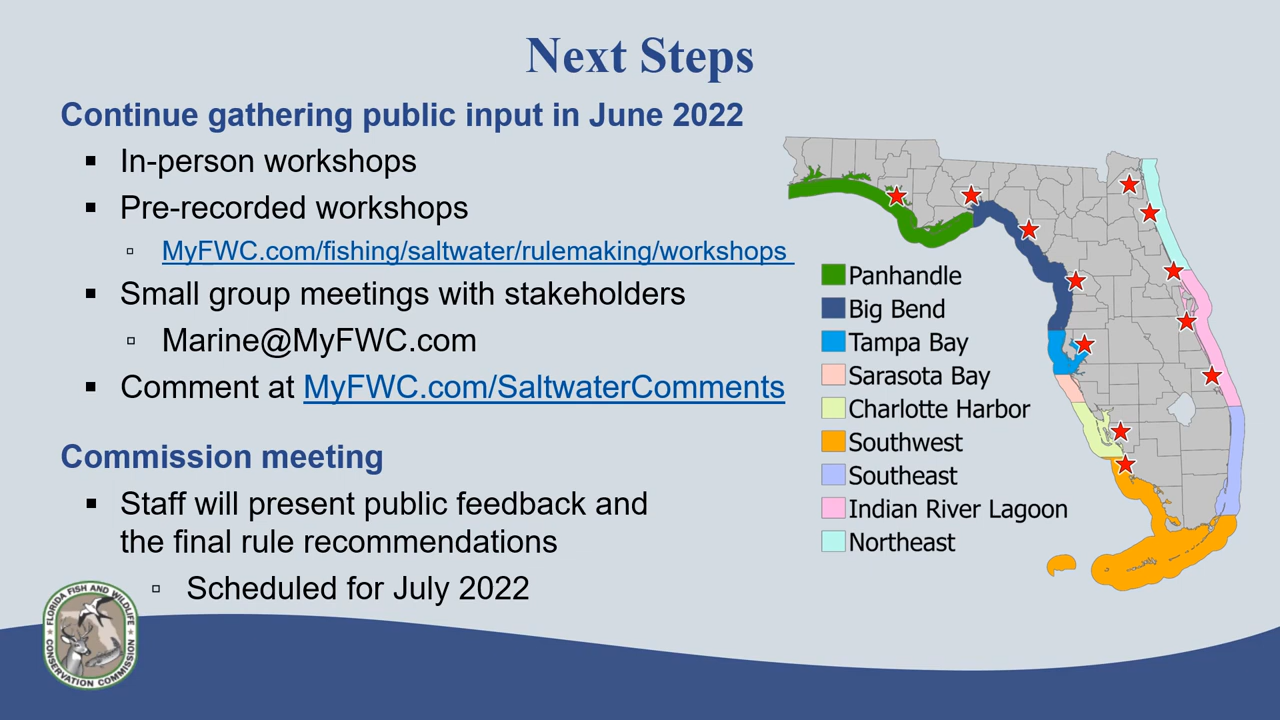 Next Steps
Continue gathering public input in June 2022
▪ In-person workshops
▪ Pre-recorded workshops
▫ MyFWC.com/fishing/saltwater/rulemaking/workshops
▪ Small group meetings with stakeholders
▫ Marine@MyFWC.com
▪ Comment at MyFWC.com/SaltwaterComments
Commission meeting
▪ Staff will present public feedback and
the final rule recommendations
▫ Scheduled for July 2022
Panhandle
Big Bend
Tampa Bay
Sarasota Bay
Charlotte Harbor
Southwest
Southeast
Indian River Lagoon
Northeast
FLORIDA FISH AND WILDLIFE
CONSERVATION COMMISSION